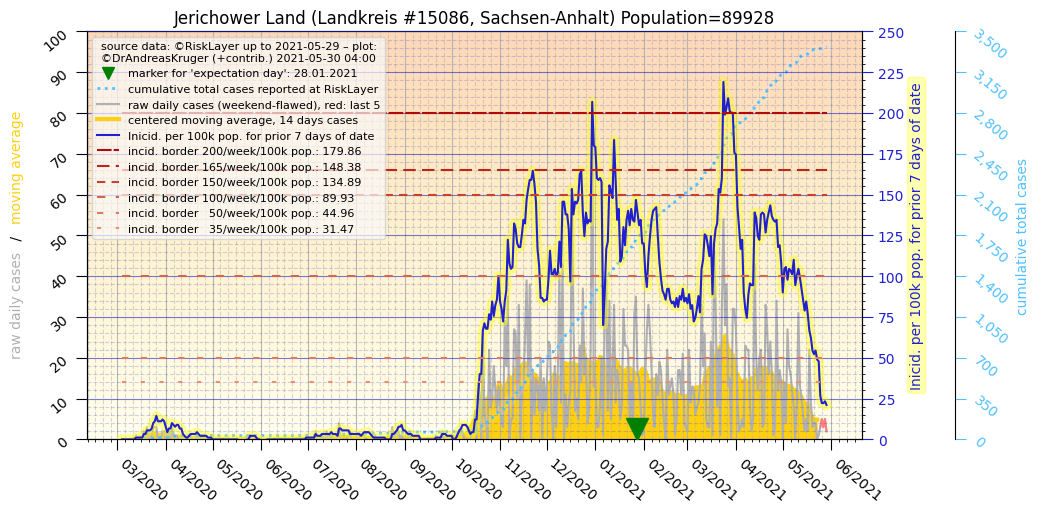 Jerichower Land (Landkreis #15086, Sachsen-Anhalt) Population=89928
source data: ©RiskLayer up to 2021-05-29 – plot:
©DrAndreasKruger (+contrib.) 2021-05-30 04:00
marker for 'expectation day': 28.01.2021
cumulative total cases reported at RiskLayer
raw daily cases (weekend-flawed), red: last 5
centered moving average, 14 days cases
Inicid. per 100k pop. for prior 7 days of date
incid. border 200/week/100k pop.: 179.86
incid. border 165/week/100k pop.: 148.38
incid. border 150/week/100k pop.: 134.89
incid. border 100/week/100k pop.: 89.93
incid. border   50/week/100k pop.: 44.96
incid. border   35/week/100k pop.: 31.47
raw daily cases   /   moving average
100
90
80
70
60
50
40
30
20
10
0
03/2020
04/2020
05/2020
06/2020
07/2020
08/2020
09/2020
10/2020
11/2020
12/2020
01/2021
02/2021
03/2021
04/2021
05/2021
06/2021
250
225
200
175
150
125
100
75
50
25
0
Inicid. per 100k pop. for prior 7 days of date
3,500
3,150
2,800
2,450
2,100
1,750
1,400
1,050
700
350
0
cumulative total cases